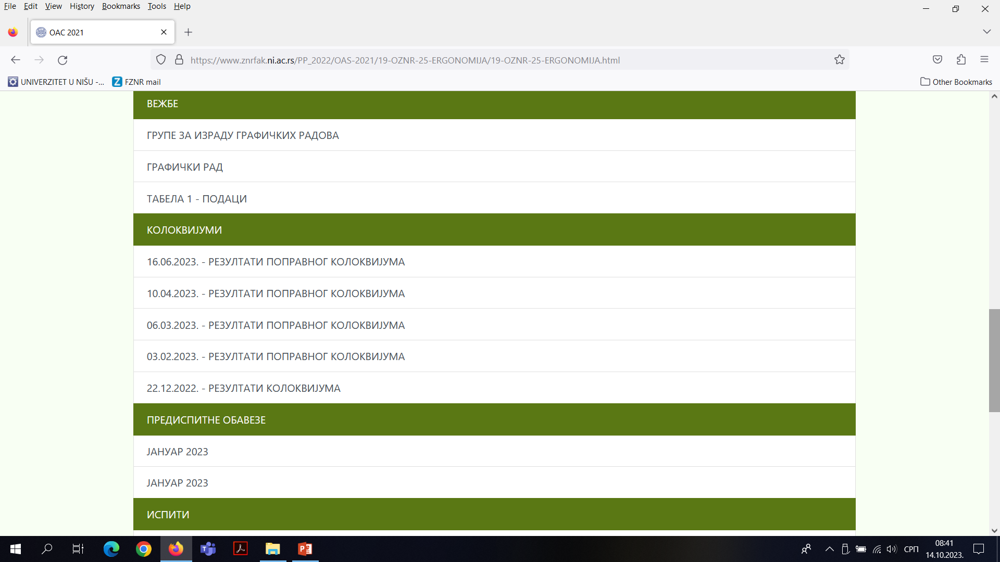 File Edit View History Bookmarks Tools Help
ОАС 2021
https://www.znrfak.ni.ac.rs/PP_2022/OAS-2021/19-OZNR-25-ERGONOMIJA/19-OZNR-25-ERGONOMIJA.html
UNIVERZITET U NIŠU -... FZNR mail Other Bookmarks
ВЕЖБЕ
ГРУПЕ ЗА ИЗРАДУ ГРАФИЧКИХ РАДОВА
ГРАФИЧКИ РАД
ТАБЕЛА 1 - ПОДАЦИ
КОЛОКВИЈУМИ
16.06.2023. - РЕЗУЛТАТИ ПОПРАВНОГ КОЛОКВИЈУМА
10.04.2023. - РЕЗУЛТАТИ ПОПРАВНОГ КОЛОКВИЈУМА
06.03.2023. - РЕЗУЛТАТИ ПОПРАВНОГ КОЛОКВИЈУМА
03.02.2023. - РЕЗУЛТАТИ ПОПРАВНОГ КОЛОКВИЈУМА
22.12.2022. - РЕЗУЛТАТИ КОЛОКВИЈУМА
ПРЕДИСПИТНЕ ОБАВЕЗЕ
ЈАНУАР 2023
ЈАНУАР 2023
ИСПИТИ
СРП
08:41
14.10.2023.